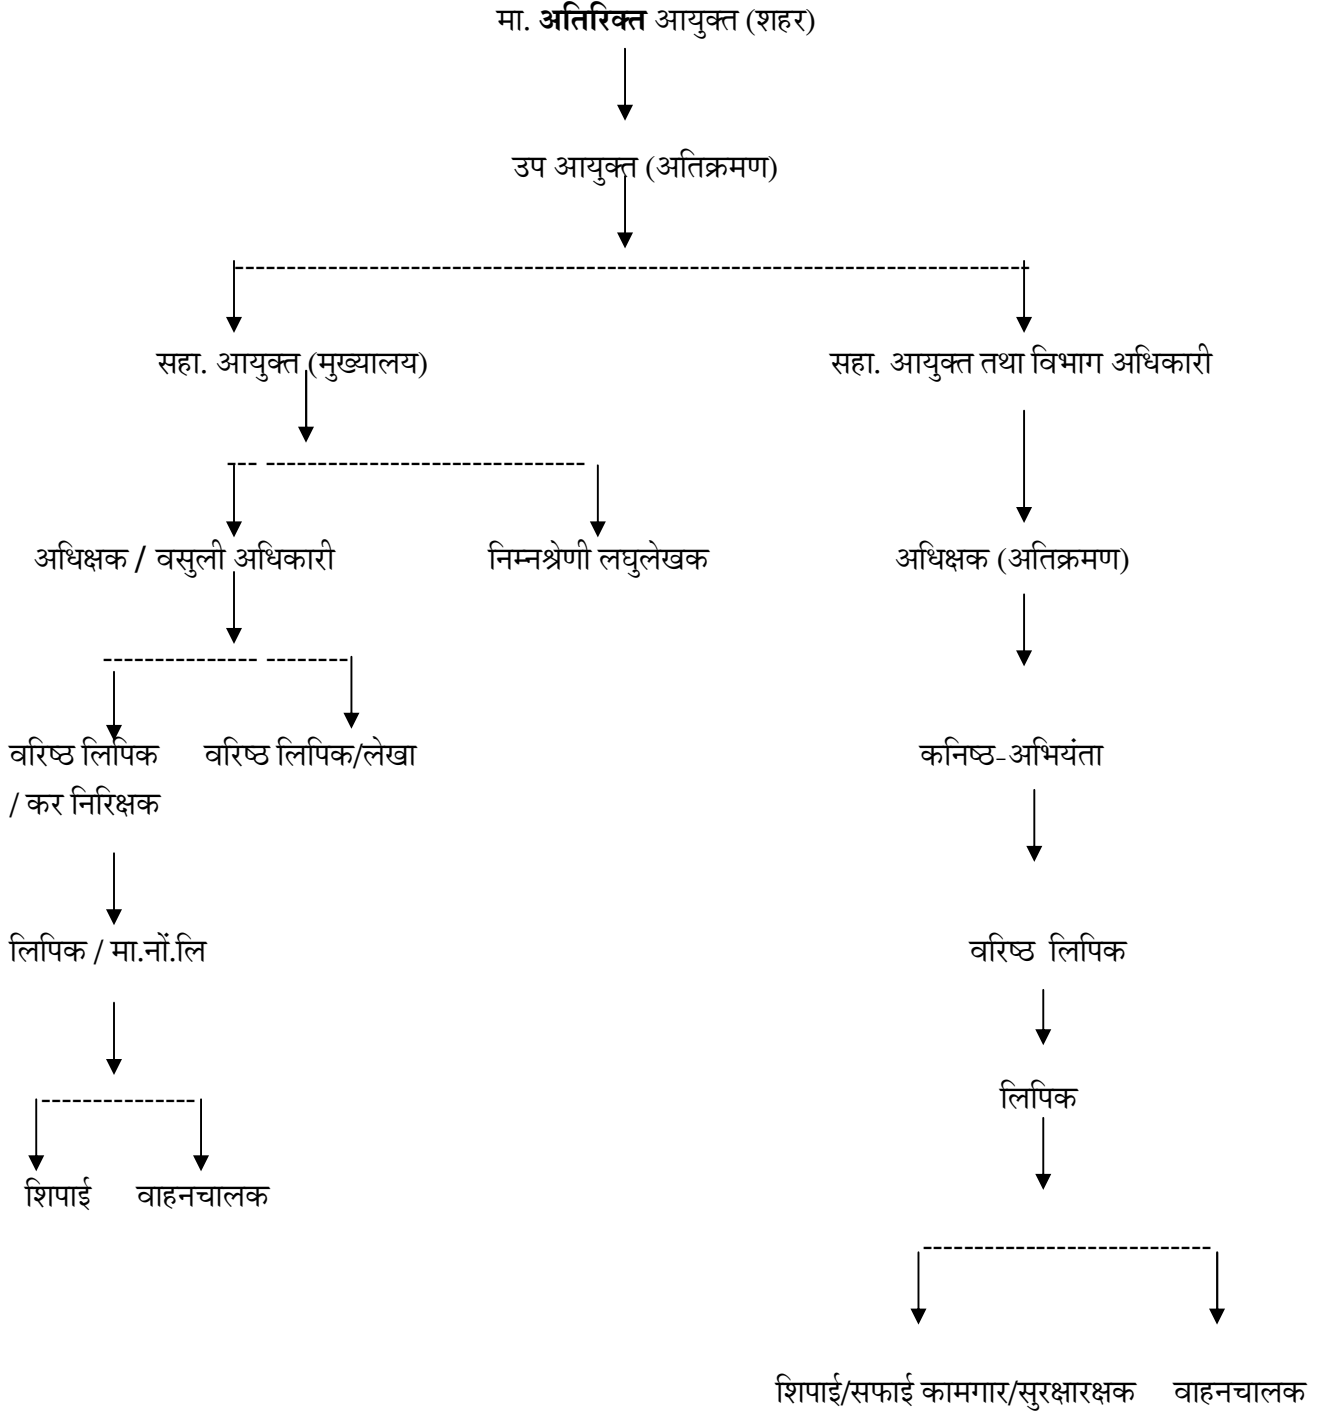 मा. अतिरिक्त आयुक्त (शहर)
उप आयुक्त (अतिक्रमण)
सहा. आयुक्त (मुख्यालय)
सहा. आयुक्त तथा विभाग अधिकारी
अधिक्षक / वसुली अधिकारी
निम्नश्रेणी लघुलेखक
अधिक्षक (अतिक्रमण)
वरिष्ठ लिपिक
/ कर निरिक्षक
वरिष्ठ लिपिक/लेखा
कनिष्ठ-अभियंता
लिपिक / मा.नों.लि
वरिष्ठ लिपिक
लिपिक
शिपाई
वाहनचालक
शिपाई/सफाई कामगार/सुरक्षारक्षक
वाहनचालक